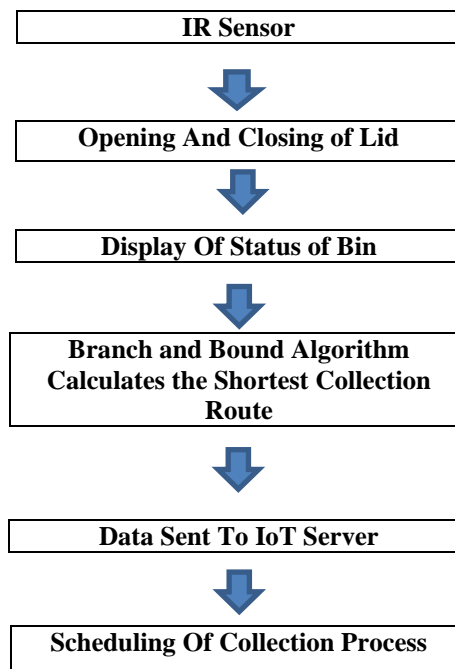 IR Sensor
Opening And Closing of Lid
Display Of Status of Bin
Branch and Bound Algorithm
Calculates the Shortest Collection
Route
Data Sent To IoT Server
Scheduling Of Collection Process